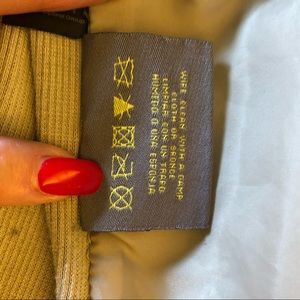 WIPE CLEAN WITH A DAMP
CLOTH OR SPONGE
LIMPIAR CON UN TRAPO
HUMEDO O UNA ESPONJA